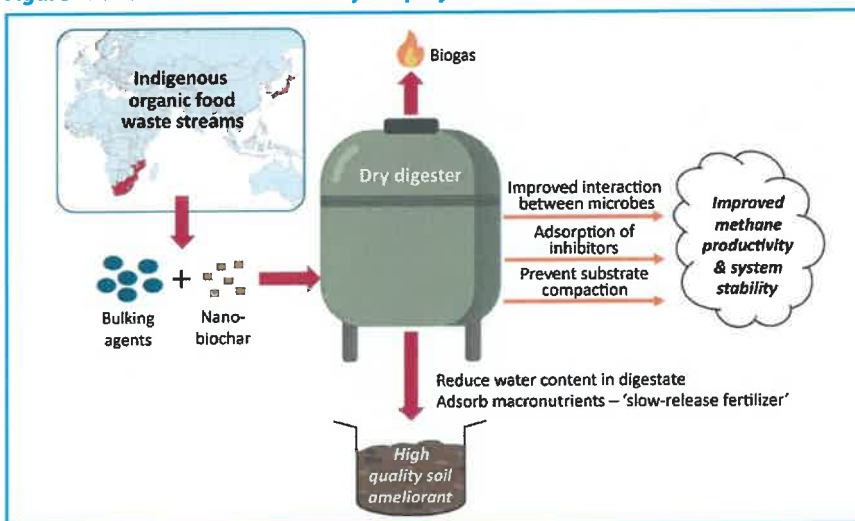 Indigenous
organic food
waste streams
Biogas
Dry digester
Improved interaction
between microbes
Adsorption of
inhibitors
Prevent substrate
compaction
Improved
methane
productivity
& system
stability
+
Bulking
agents
Nano-
biochar
Reduce water content in digestate
Adsorb macronutrients – ‘slow-release fertilizer’
High
quality soil
ameliorant